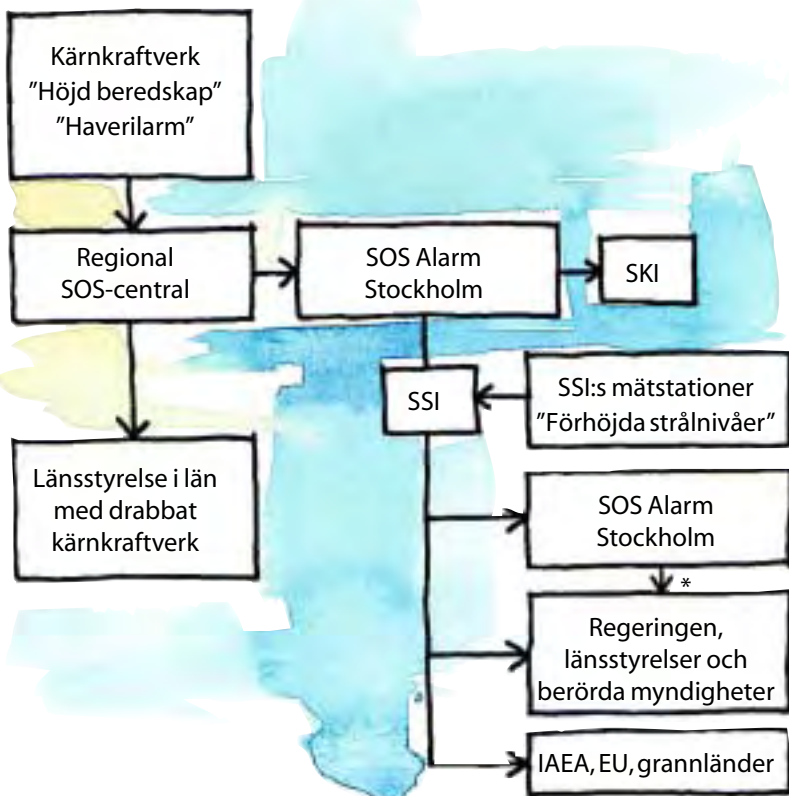 Kärnkraftverk
”Höjd beredskap”
”Haverilarm”
Regional
SOS-central
SOS Alarm
Stockholm
SKI
SSI
SSI:s mätstationer
”Förhöjda strålnivåer”
Länsstyrelse i län
med drabbat
kärnkraftverk
SOS Alarm
Stockholm
*
Regeringen,
länsstyrelser och
berörda myndigheter
IAEA, EU, grannländer